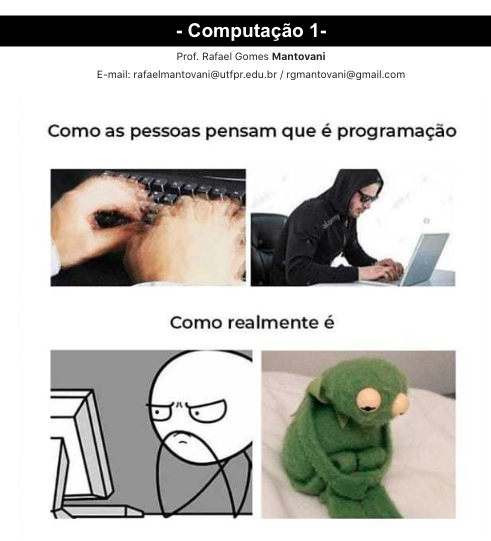 - Computação 1-
Prof. Rafael Gomes Mantovani
E-mail: rafaelmantovani@utfpr.edu.br / rgmantovani@gmail.com
Como as pessoas pensam que é programação
Como realmente é